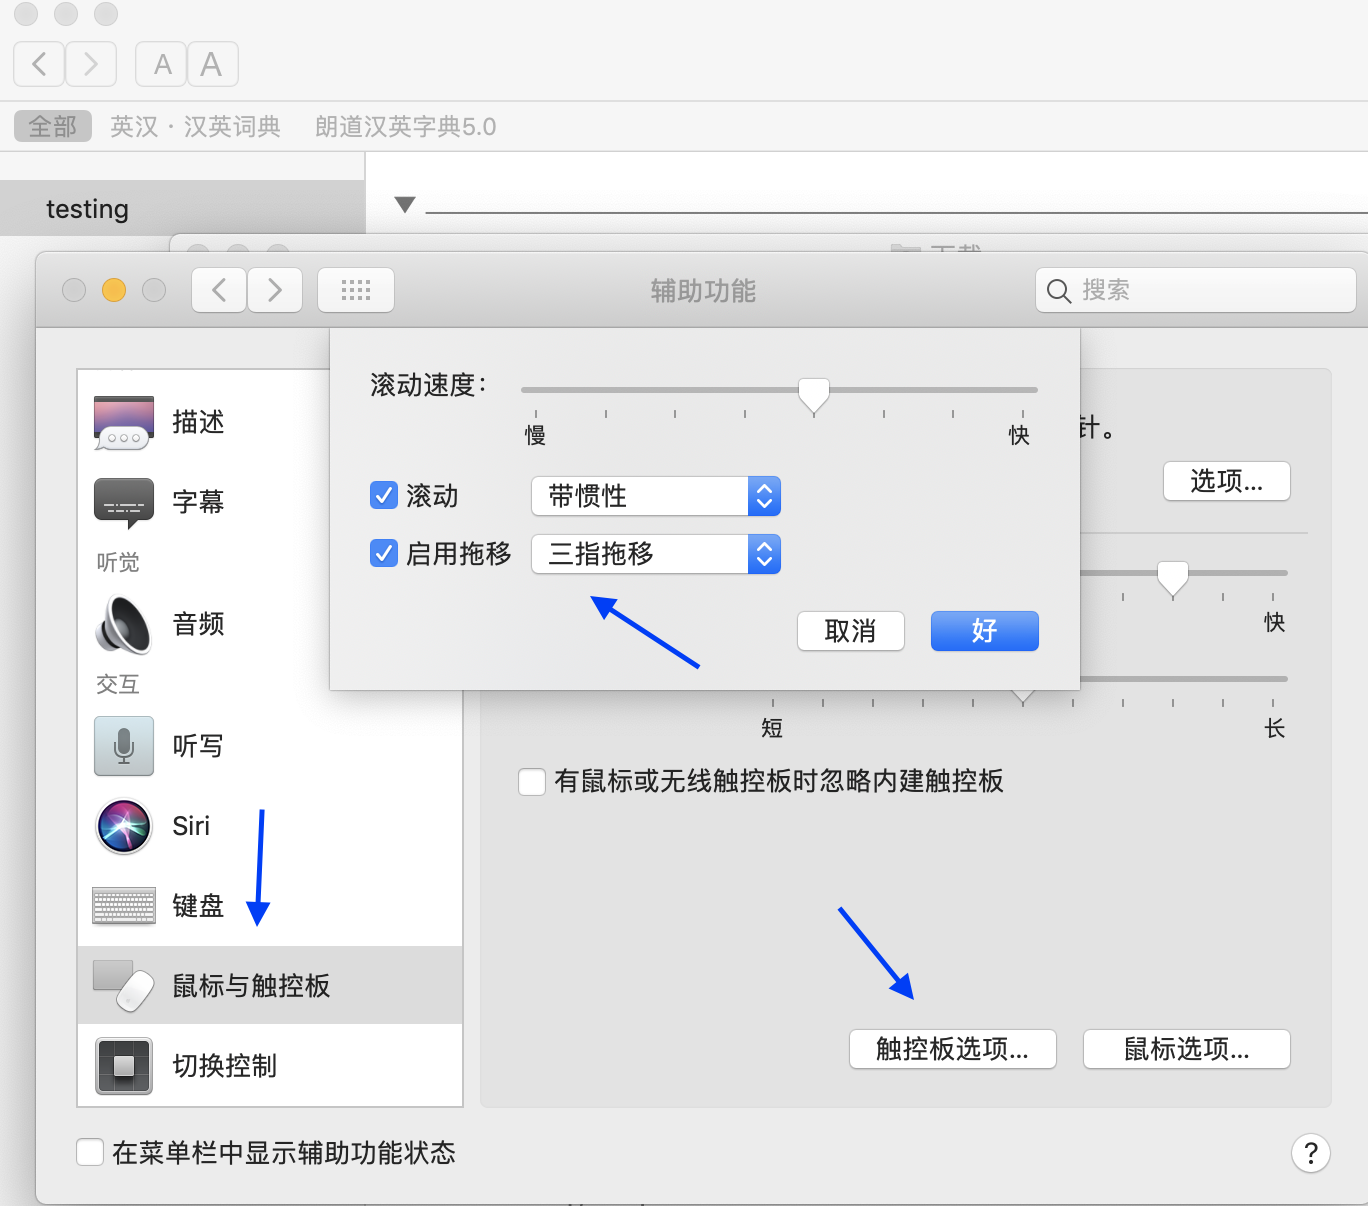 A A
全部 英汉 · 汉英词典 朗道汉英字典5.0
testing
辅助功能
搜索
描述
字幕
听觉
音频
交互
听写
Siri
键盘
鼠标与触控板
切换控制
滚动速度：
慢 快
滚动 带惯性
启用拖移 三指拖移
取消 好
针。
选项...
快
短 长
有鼠标或无线触控板时忽略内建触控板
触控板选项... 鼠标选项...
在菜单栏中显示辅助功能状态
?